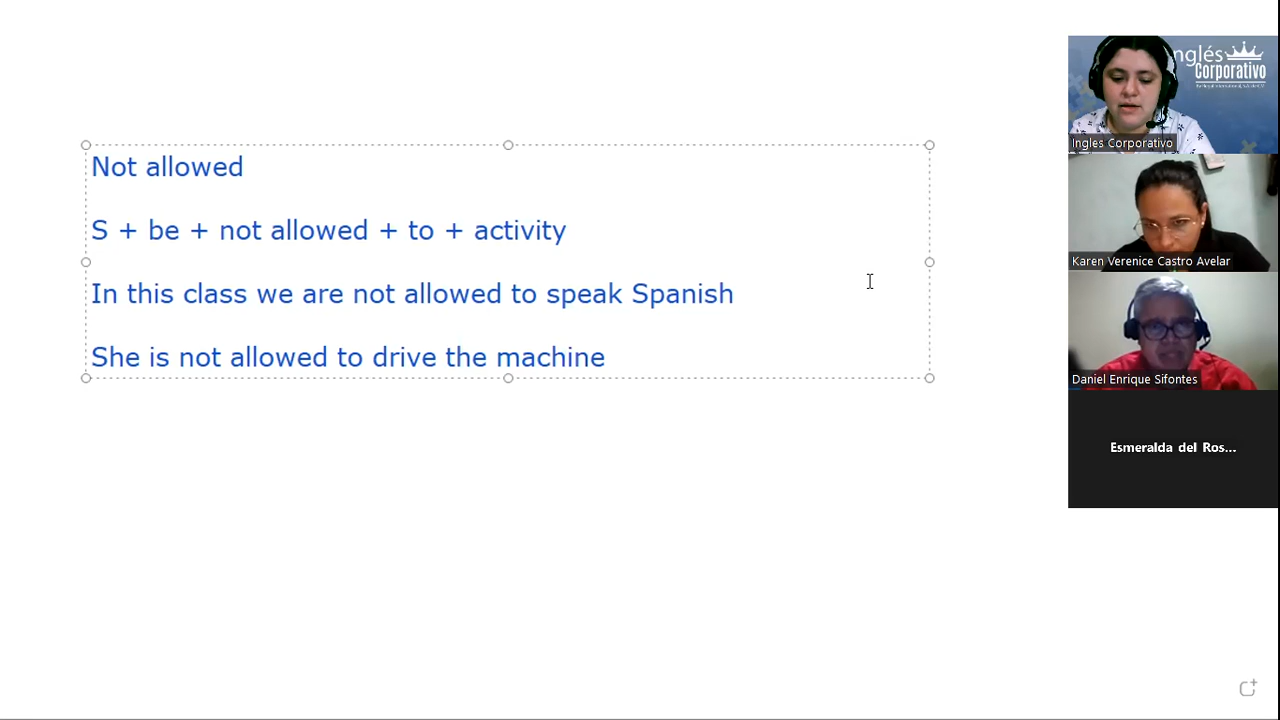 Not allowed
S + be + not allowed + to + activity
In this class we are not allowed to speak Spanish
She is not allowed to drive the machine
nglés
Corporativo
Ingles Corporativo
Karen Verenice Castro Avelar
Daniel Enrique Sifontes
Esmeralda del Ros...